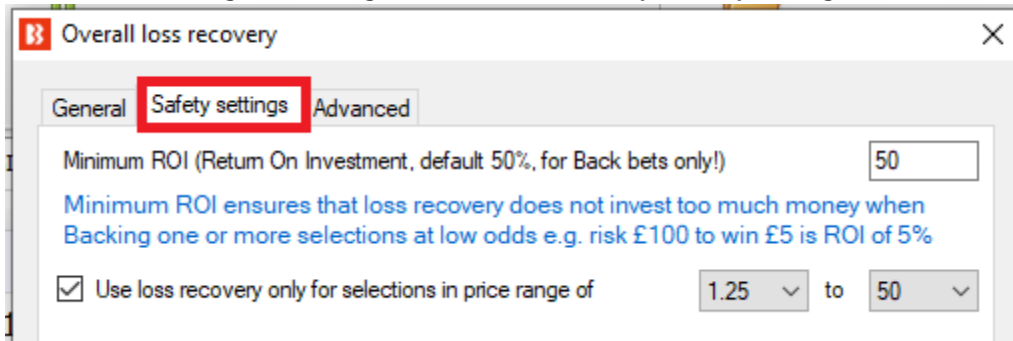 Overall loss recovery
General Safety settings Advanced
Minimum ROI (Return On Investment, default 50%, for Back bets only!) 50
Minimum ROI ensures that loss recovery does not invest too much money when
Backing one or more selections at low odds e.g. risk £100 to win £5 is ROI of 5%
Use loss recovery only for selections in price range of 1.25 to 50